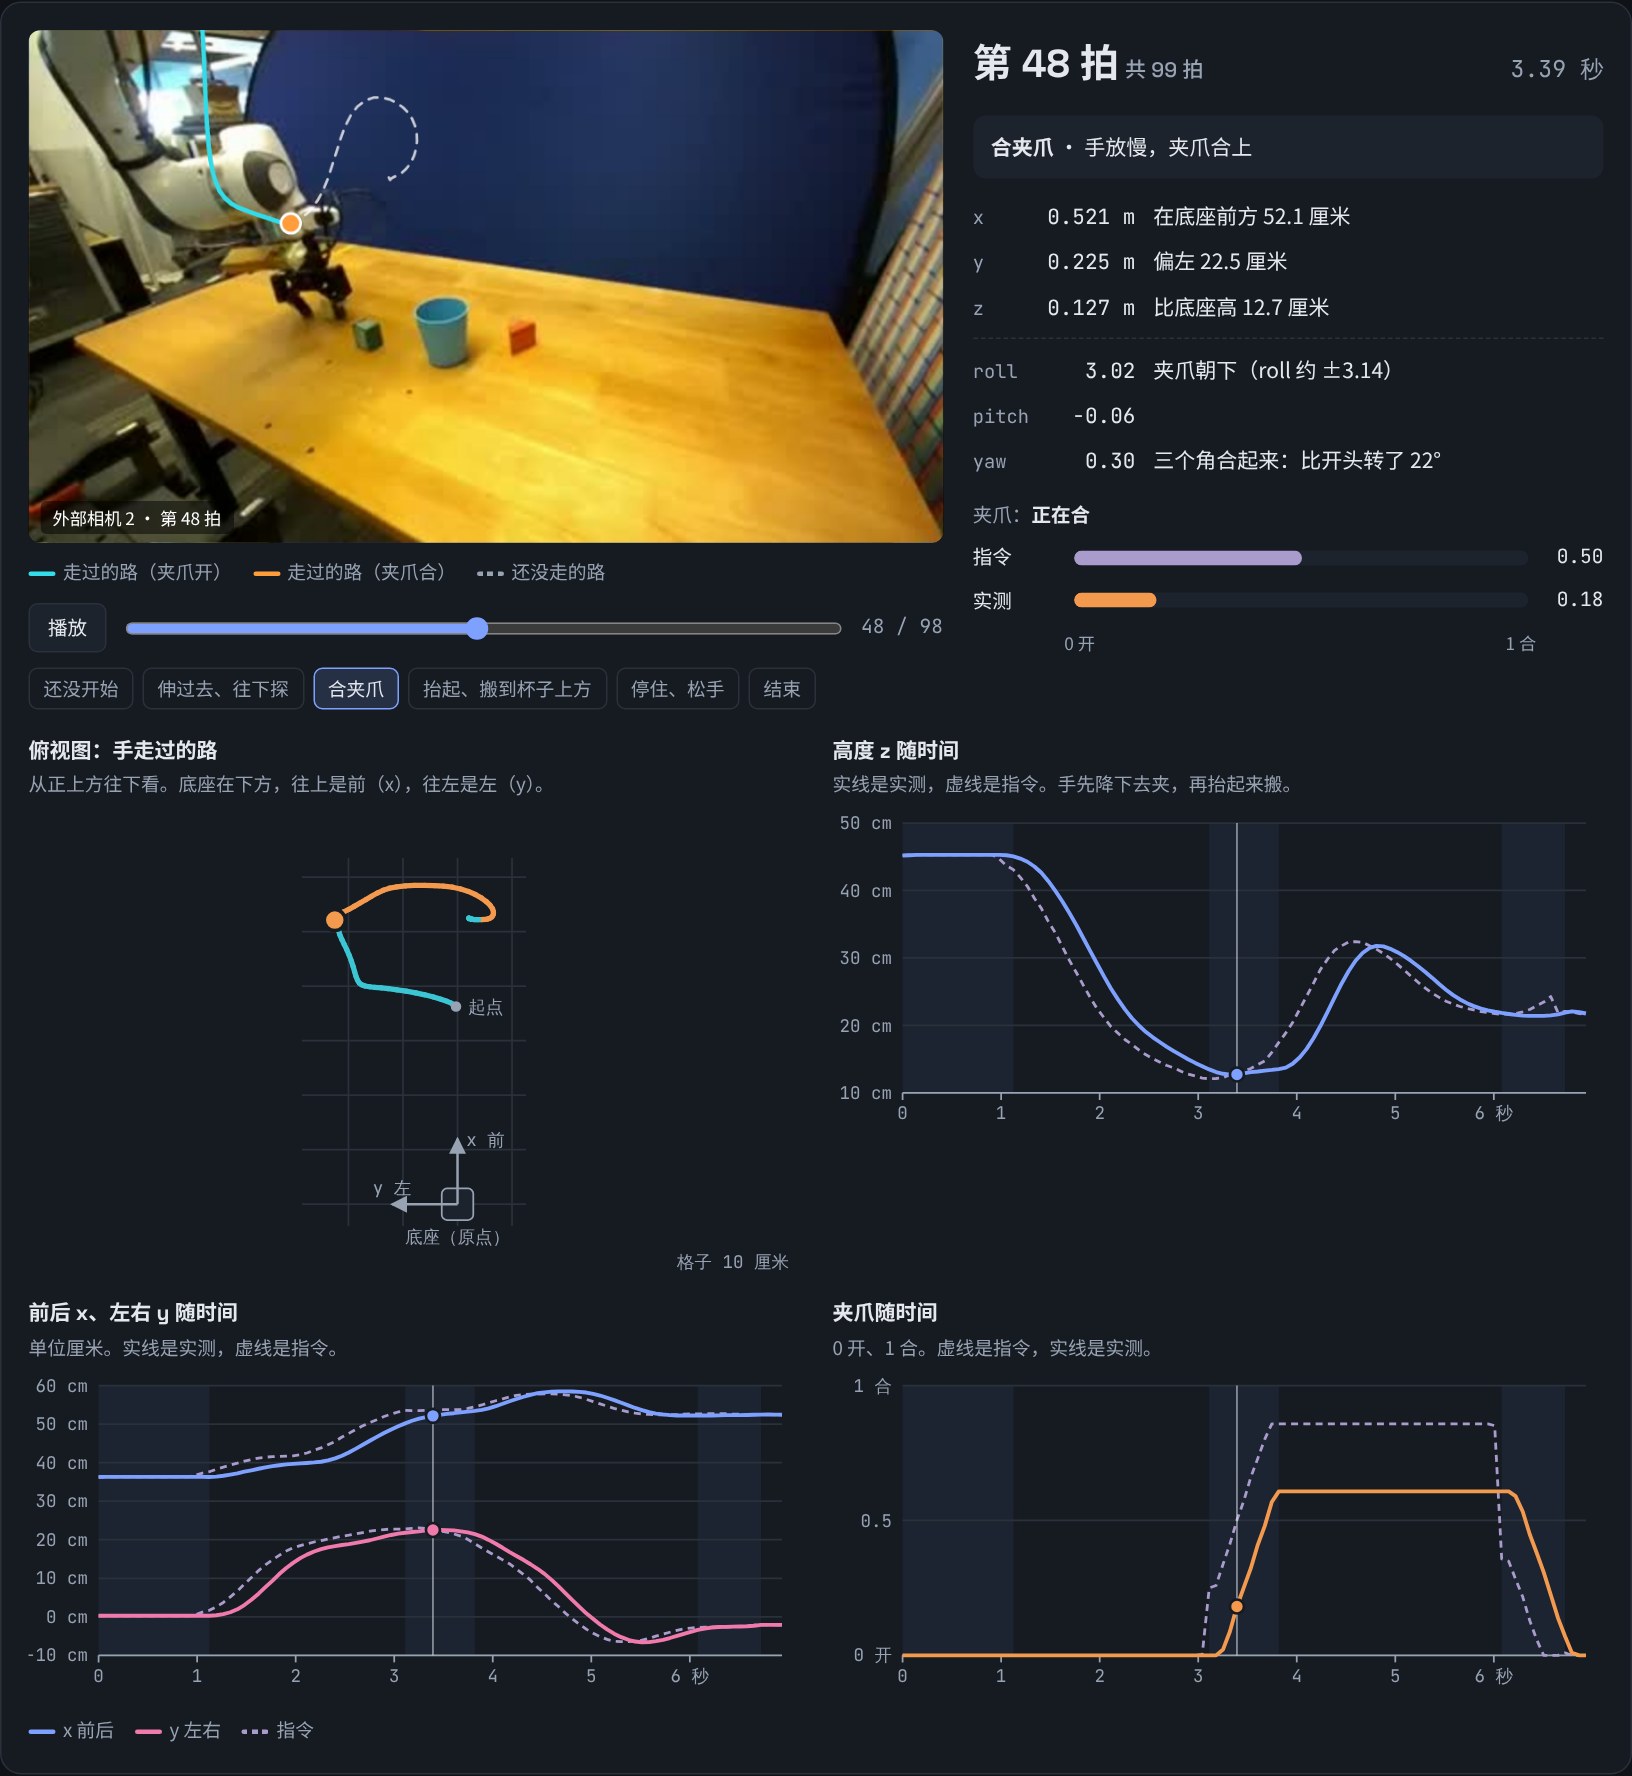 第 48 拍 共 99 拍 3.39 秒
合夹爪 · 手放慢，夹爪合上
x 0.521 m 在底座前方 52.1 厘米
y 0.225 m 偏左 22.5 厘米
z 0.127 m 比底座高 12.7 厘米
roll 3.02 夹爪朝下（roll 约 ±3.14）
pitch -0.06
yaw 0.30 三个角合起来：比开头转了 22°
夹爪：正在合
指令 0.50
实测 0.18
0 开 1 合
外部相机 2 · 第 48 拍
走过的路（夹爪开） 走过的路（夹爪合） 还没走的路
播放 48 / 98
还没开始 伸过去、往下探 合夹爪 抬起、搬到杯子上方 停住、松手 结束
俯视图：手走过的路
从正上方往下看。底座在下方，往上是前（x），往左是左（y）。
起点
x 前
y 左
底座（原点）
格子 10 厘米
高度 z 随时间
实线是实测，虚线是指令。手先降下去夹，再抬起来搬。
50 cm
40 cm
30 cm
20 cm
10 cm
0 1 2 3 4 5 6 秒
前后 x、左右 y 随时间
单位厘米。实线是实测，虚线是指令。
60 cm
50 cm
40 cm
30 cm
20 cm
10 cm
0 cm
-10 cm
0 1 2 3 4 5 6 秒
x 前后 y 左右 指令
夹爪随时间
0 开、1 合。虚线是指令，实线是实测。
1 合
0.5
0 开
0 1 2 3 4 5 6 秒